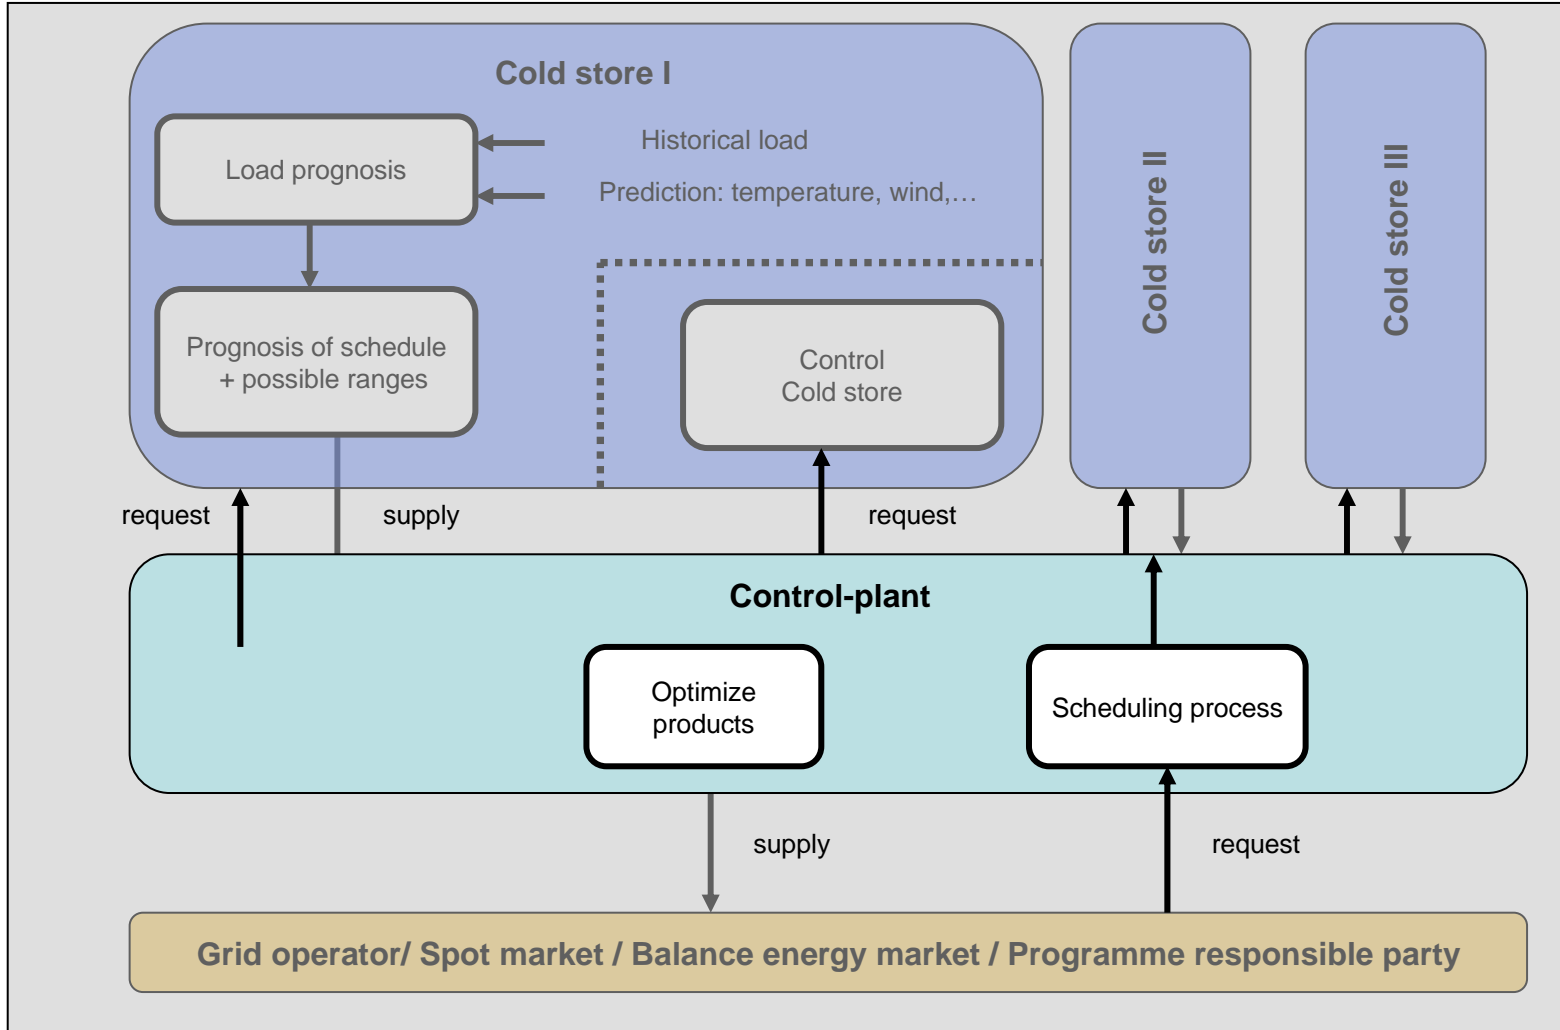 Cold store I
Load prognosis
Historical load
Prediction: temperature, wind,…
Prognosis of schedule
+ possible ranges
Control
Cold store
Cold store II
Cold store III
request
supply
request
Control-plant
Optimize
products
Scheduling process
supply
request
Grid operator/ Spot market / Balance energy market / Programme responsible party